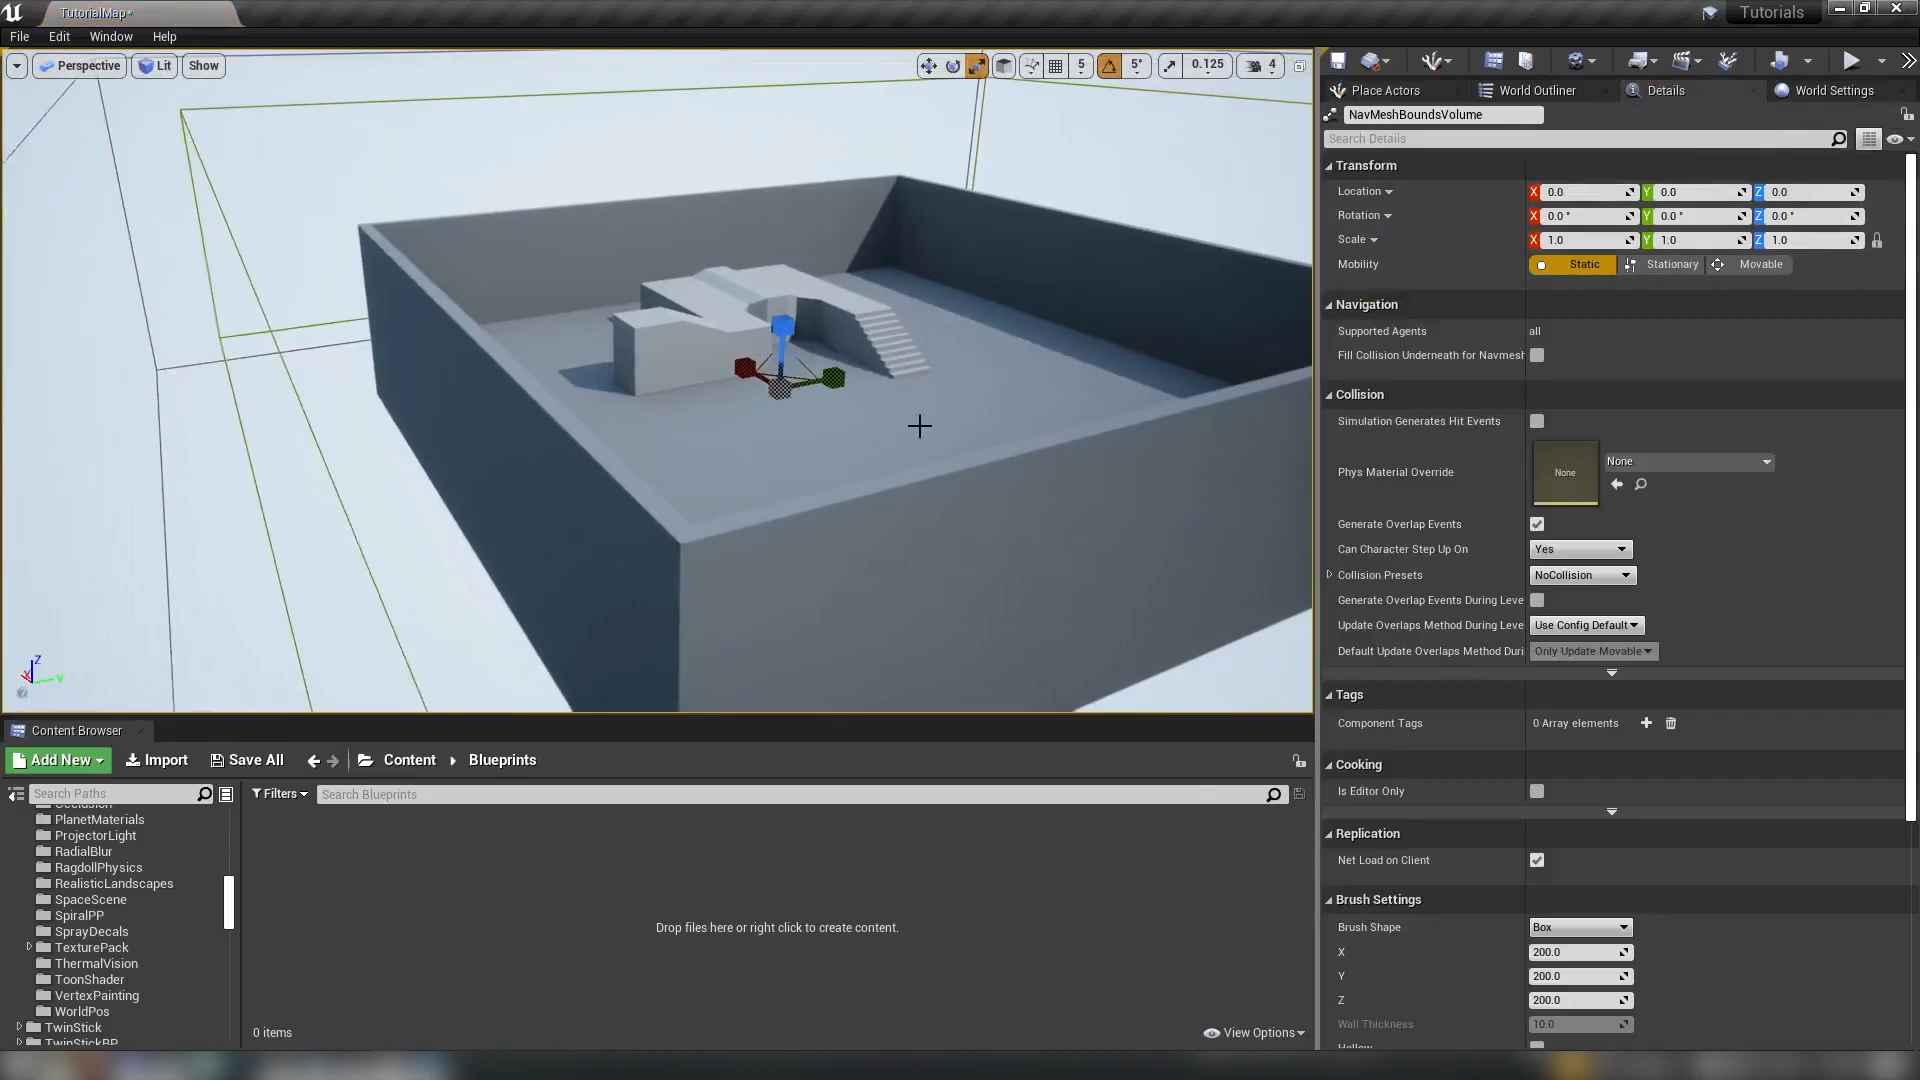 TutorialMap*
Tutorials
File Edit Window Help
Perspective Lit Show
5 5° 0.125 4
Place Actors World Outliner Details World Settings
NavMeshBoundsVolume
Search Details
Transform
Location X 0.0 Y 0.0 Z 0.0
Rotation X 0.0 ° Y 0.0 ° Z 0.0 °
Scale X 1.0 Y 1.0 Z 1.0
Mobility Static Stationary Movable
Navigation
Supported Agents all
Fill Collision Underneath for Navmesh
Collision
Simulation Generates Hit Events
Phys Material Override None None
Generate Overlap Events
Can Character Step Up On Yes
Collision Presets NoCollision
Generate Overlap Events During Leve
Update Overlaps Method During Leve Use Config Default
Default Update Overlaps Method Duri Only Update Movable
Tags
Component Tags 0 Array elements
Cooking
Is Editor Only
Replication
Net Load on Client
Brush Settings
Brush Shape Box
X 200.0
Y 200.0
Z 200.0
Wall Thickness 10.0
Hollow
Z
X Y
Content Browser
Add New Import Save All Content Blueprints
Search Paths Filters Search Blueprints
Occlusion
PlanetMaterials
ProjectorLight
RadialBlur
RagdollPhysics
RealisticLandscapes
SpaceScene
SpiralPP
SprayDecals
TexturePack
ThermalVision
ToonShader
VertexPainting
WorldPos
TwinStick
TwinStickBP
Drop files here or right click to create content.
0 items View Options